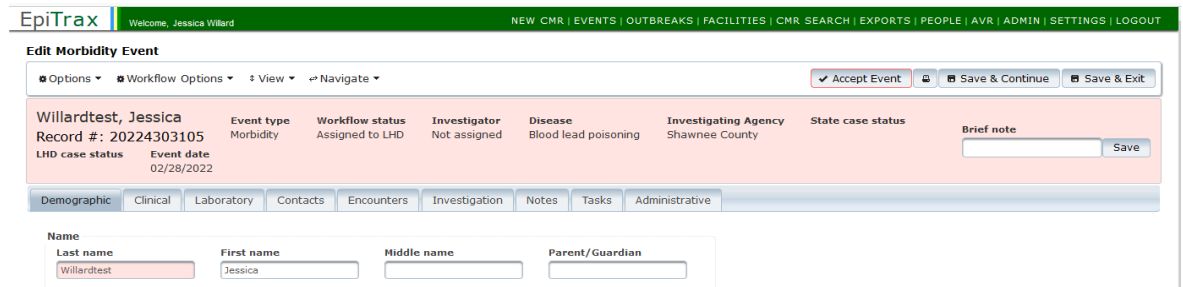 EpiTrax Welcome, Jessica Willard NEW CMR | EVENTS | OUTBREAKS | FACILITIES | CMR SEARCH | EXPORTS | PEOPLE | AVR | ADMIN | SETTINGS | LOGOUT
Edit Morbidity Event
Options Workflow Options View Navigate Accept Event Save & Continue Save & Exit
Willardtest, Jessica Event type Workflow status Investigator Disease Investigating Agency State case status Brief note
Record #: 20224303105 Morbidity Assigned to LHD Not assigned Blood lead poisoning Shawnee County
LHD case status Event date Save
02/28/2022
Demographic Clinical Laboratory Contacts Encounters Investigation Notes Tasks Administrative
Name
Last name First name Middle name Parent/Guardian
Willardtest Jessica